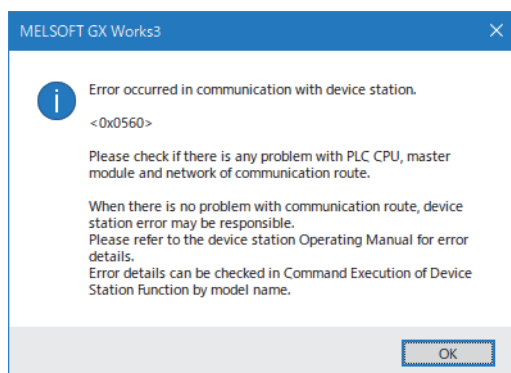 MELSOFT GX Works3
Error occurred in communication with device station.
<0x0560>
Please check if there is any problem with PLC CPU, master
module and network of communication route.
When there is no problem with communication route, device
station error may be responsible.
Please refer to the device station Operating Manual for error
details.
Error details can be checked in Command Execution of Device
Station Function by model name.
OK